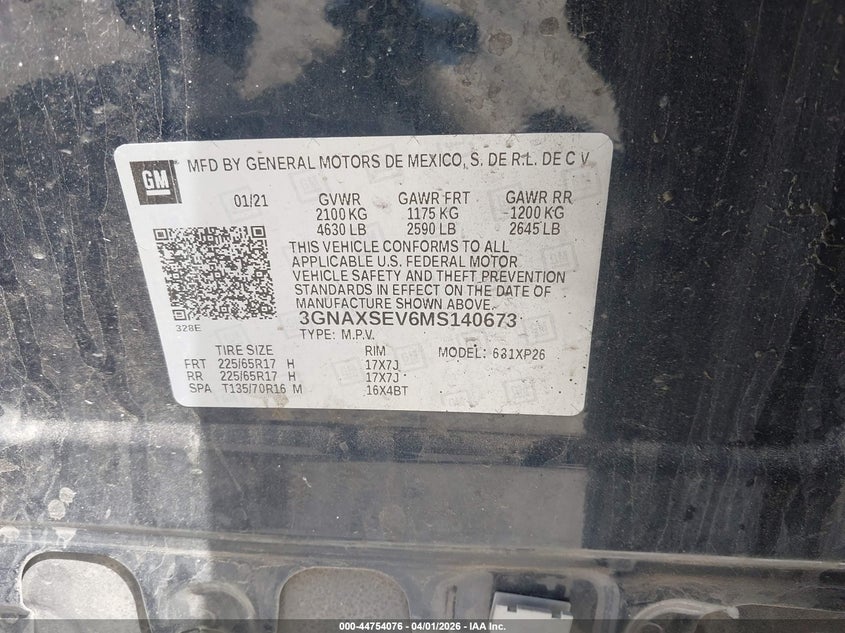 GM
MFD BY GENERAL MOTORS DE MEXICO, S. DE R.L. DE C V.
01/21 GVWR GAWR FRT GAWR RR
2100 KG 1175 KG 1200 KG
4630 LB 2590 LB 2645 LB
THIS VEHICLE CONFORMS TO ALL
APPLICABLE U.S. FEDERAL MOTOR
VEHICLE SAFETY AND THEFT PREVENTION
STANDARDS IN EFFECT ON THE DATE OF
MANUFACTURE SHOWN ABOVE.
328E
3GNAXSEV6MS140673
TYPE: M.P.V.
TIRE SIZE RIM MODEL: 631XP26
FRT 225/65R17 H 17X7J
RR 225/65R17 H 17X7J
SPA T135/70R16 M 16X4BT
000-44754076 - 04/01/2026 - IAA Inc.